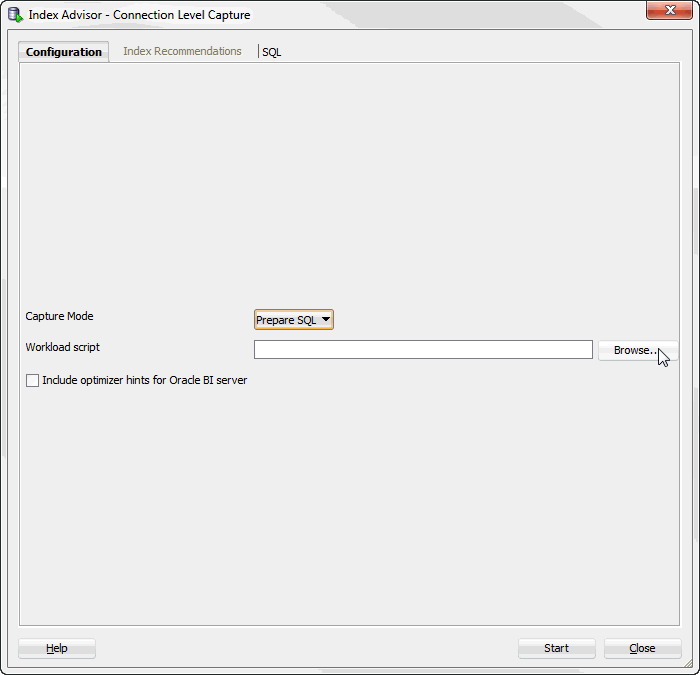 Index Advisor - Connection Level Capture
Configuration Index Recommendations SQL
Capture Mode Prepare SQL
Workload script Browse...
Include optimizer hints for Oracle BI server
Help Start Close